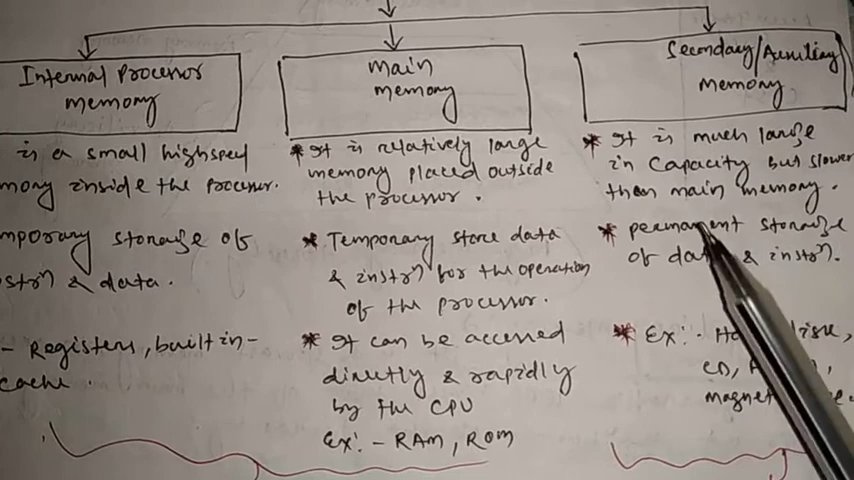 Internal Processor
memory
is a small highspeed
mory inside the processor.
mporary storage of
str^n & data.
- Registers, built in-
cache.
Main
memory
* It is relatively large
memory placed outside
the processor.
* Temporary store data
& instr^n for the operation
of the processor.
* It can be accessed
directly & rapidly
by the CPU
Ex:- RAM, ROM
Secondary/Auxiliary
Memory
* It is much large
in capacity but slower
than main memory.
* permanent storage
of data & instr^n.
* Ex:- disk,
CD,
magnet